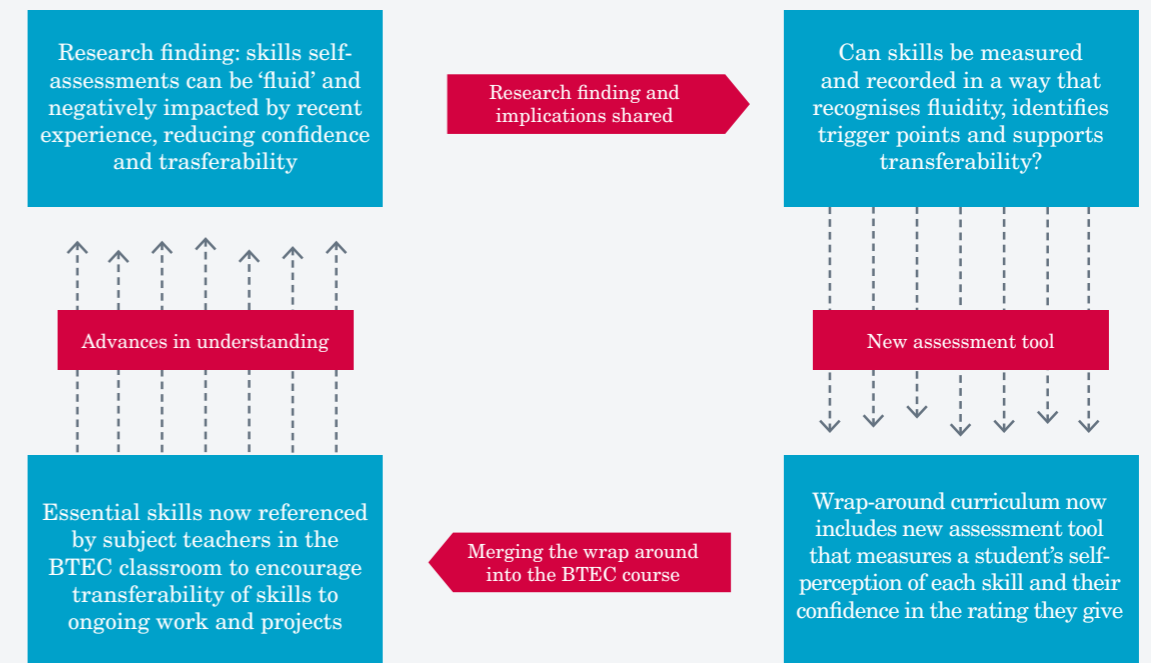 Research finding: skills self-
assessments can be ‘fluid’ and
negatively impacted by recent
experience, reducing confidence
and trasferability
Research finding and
implications shared
Can skills be measured
and recorded in a way that
recognises fluidity, identifies
trigger points and supports
transferability?
Advances in understanding
New assessment tool
Essential skills now referenced
by subject teachers in the
BTEC classroom to encourage
transferability of skills to
ongoing work and projects
Merging the wrap around
into the BTEC course
Wrap-around curriculum now
includes new assessment tool
that measures a student’s self-
perception of each skill and their
confidence in the rating they give